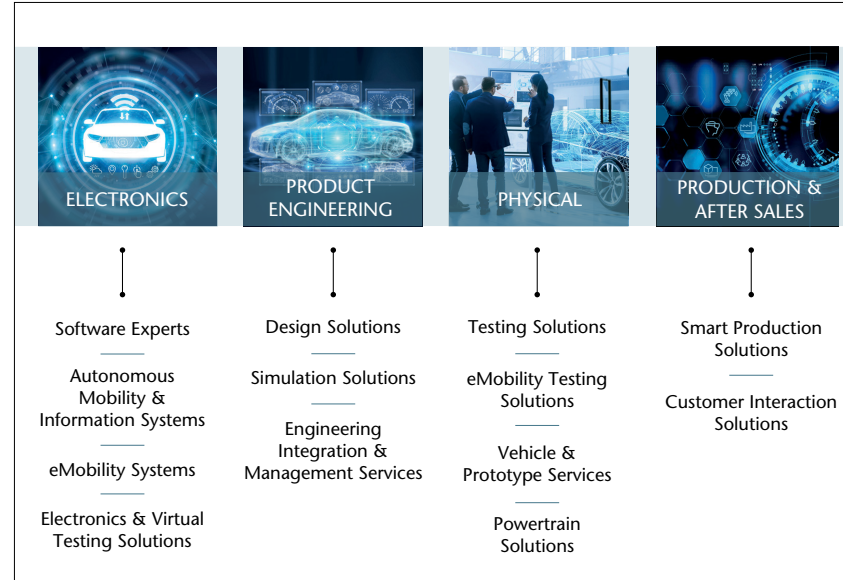 ELECTRONICS
PRODUCT
ENGINEERING
PHYSICAL
PRODUCTION &
AFTER SALES
Software Experts
Autonomous
Mobility &
Information Systems
eMobility Systems
Electronics & Virtual
Testing Solutions
Design Solutions
Simulation Solutions
Engineering
Integration &
Management Services
Testing Solutions
eMobility Testing
Solutions
Vehicle &
Prototype Services
Powertrain
Solutions
Smart Production
Solutions
Customer Interaction
Solutions